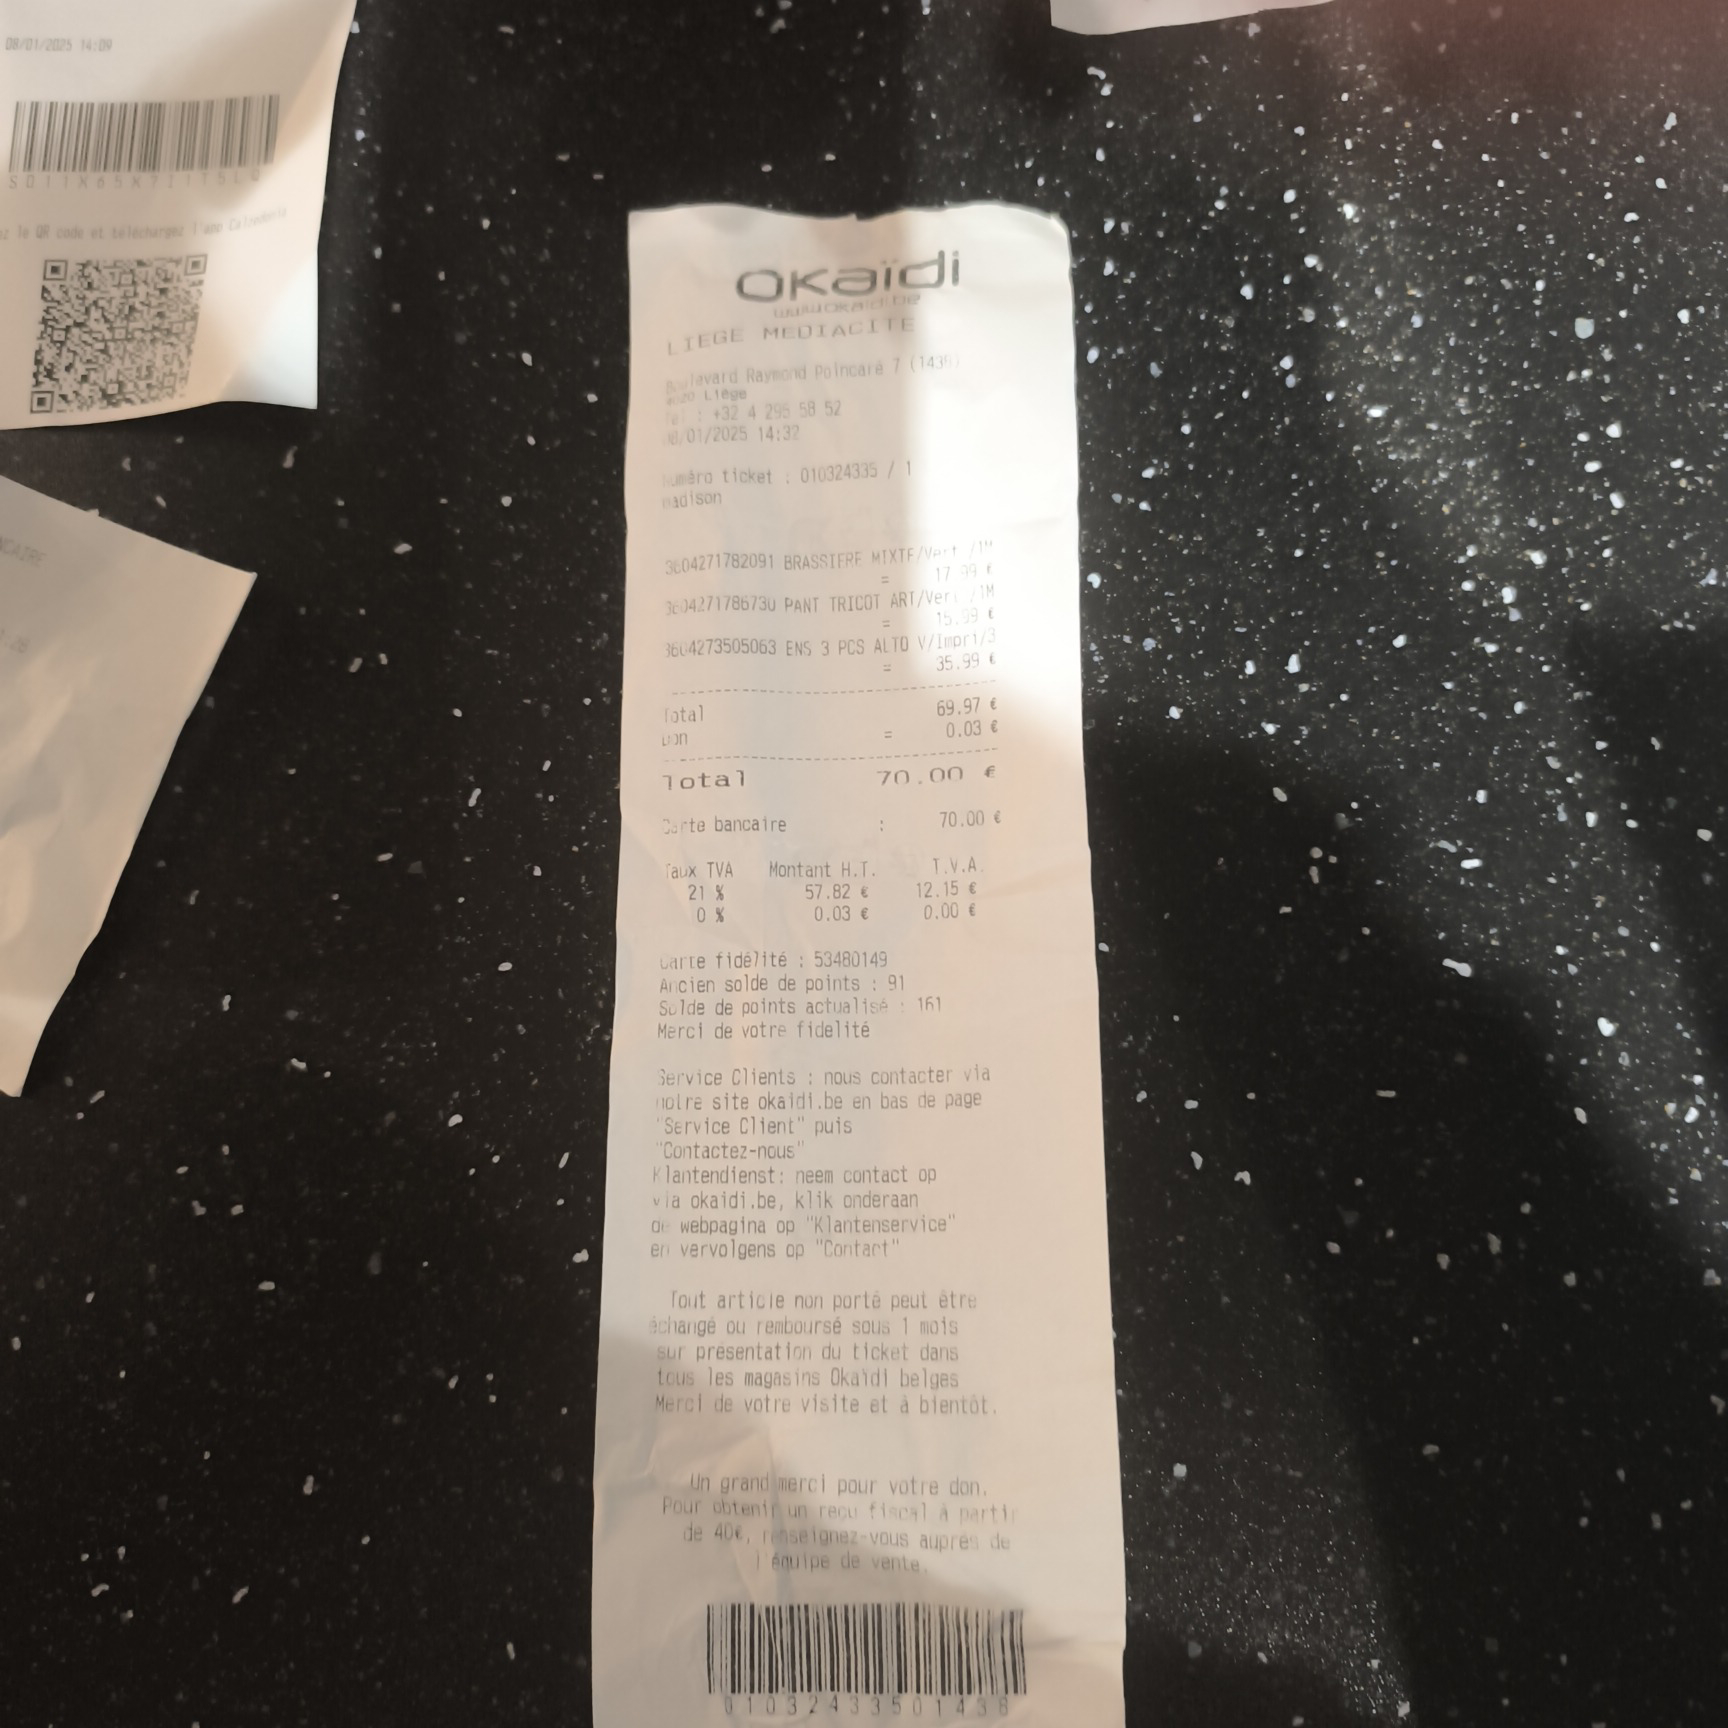 08/01/2025 14:09
le QR code et téléchargez l'app Calzedonia
Okaïdi
www.okaidi.be
LIEGE MEDIACITE
Boulevard Raymond Poincaré 7
4020 Liège
Tel : +32 4 295 58 52
08/01/2025 14:32
Numéro ticket : 010324335 / 1
madison
3604271782091 BRASSIERE MIXTE/Vert /1M
= 17.99 €
3604271786730 PANT TRICOT ART/Vert /1M
= 15.99 €
3604273505063 ENS 3 PCS ALTO V/Impri/3
= 35.99 €
Total 69.97 €
Don = 0.03 €
Total 70.00 €
Carte bancaire : 70.00 €
Taux TVA Montant H.T. T.V.A.
21 % 57.82 € 12.15 €
0 % 0.03 € 0.00 €
Carte fidélité : 53480149
Ancien solde de points : 91
Solde de points actualisé : 161
Merci de votre fidelité
Service Clients : nous contacter via
notre site okaidi.be en bas de page
"Service Client" puis
"Contactez-nous"
Klantendienst: neem contact op
via okaidi.be, klik onderaan
de webpagina op "Klantenservice"
en vervolgens op "Contact"
Tout article non porté peut être
échangé ou remboursé sous 1 mois
sur présentation du ticket dans
tous les magasins Okaïdi belges
Merci de votre visite et à bientôt.
Un grand merci pour votre don.
Pour obtenir un reçu fiscal à partir
de 40€, renseignez-vous auprès de
l'équipe de vente.
01032433501438